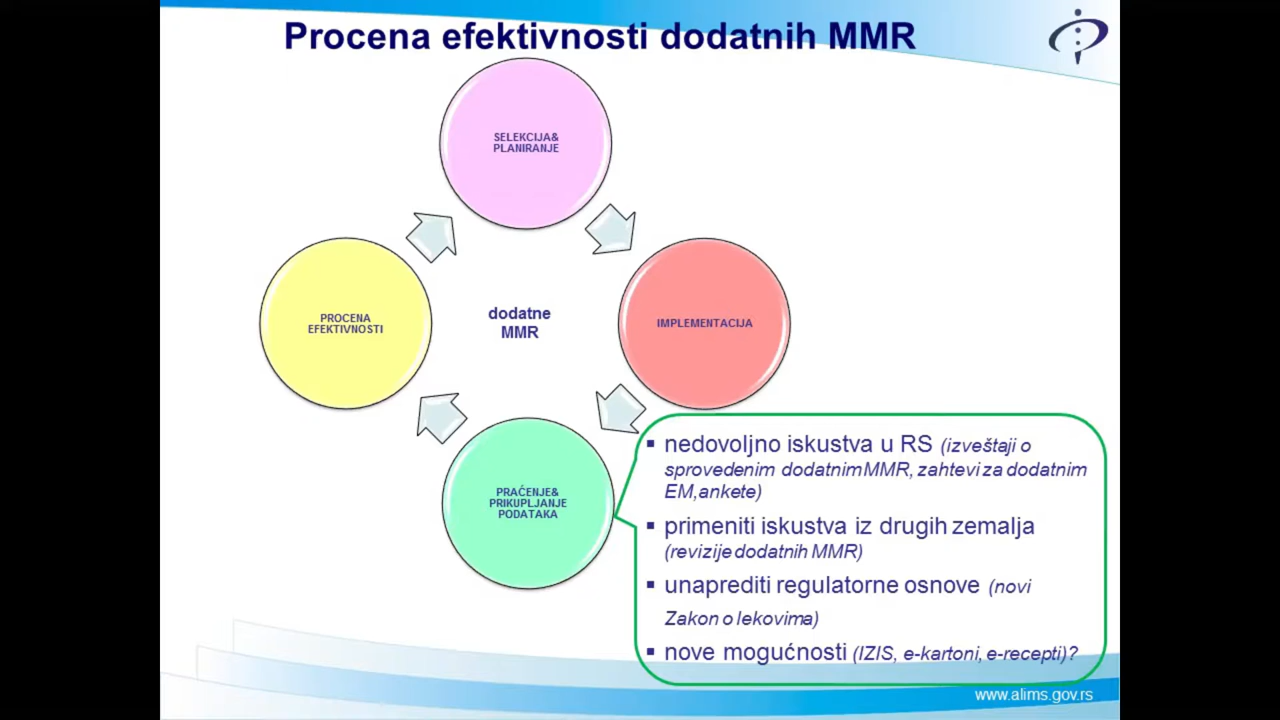 Procena efektivnosti dodatnih MMR
SELEKCIJA&
PLANIRANJE
PROCENA
EFEKTIVNOSTI
dodatne
MMR
IMPLEMENTACIJA
PRAĆENJE&
PRIKUPLJANJE
PODATAKA
▪ nedovoljno iskustva u RS (izveštaji o
sprovedenim dodatnim MMR, zahtevi za dodatnim
EM,ankete)
▪ primeniti iskustva iz drugih zemalja
(revizije dodatnih MMR)
▪ unaprediti regulatorne osnove (novi
Zakon o lekovima)
▪ nove mogućnosti (IZIS, e-kartoni, e-recepti)?
www.alims.gov.rs